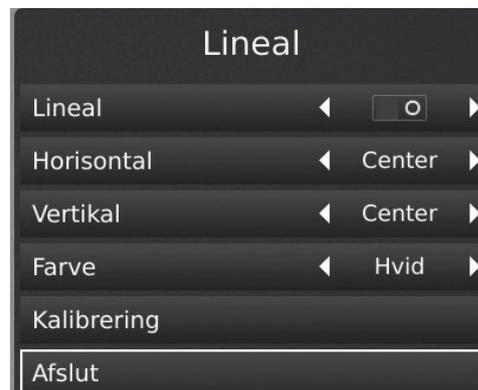 Lineal
Lineal
Horisontal Center
Vertikal Center
Farve Hvid
Kalibrering
Afslut